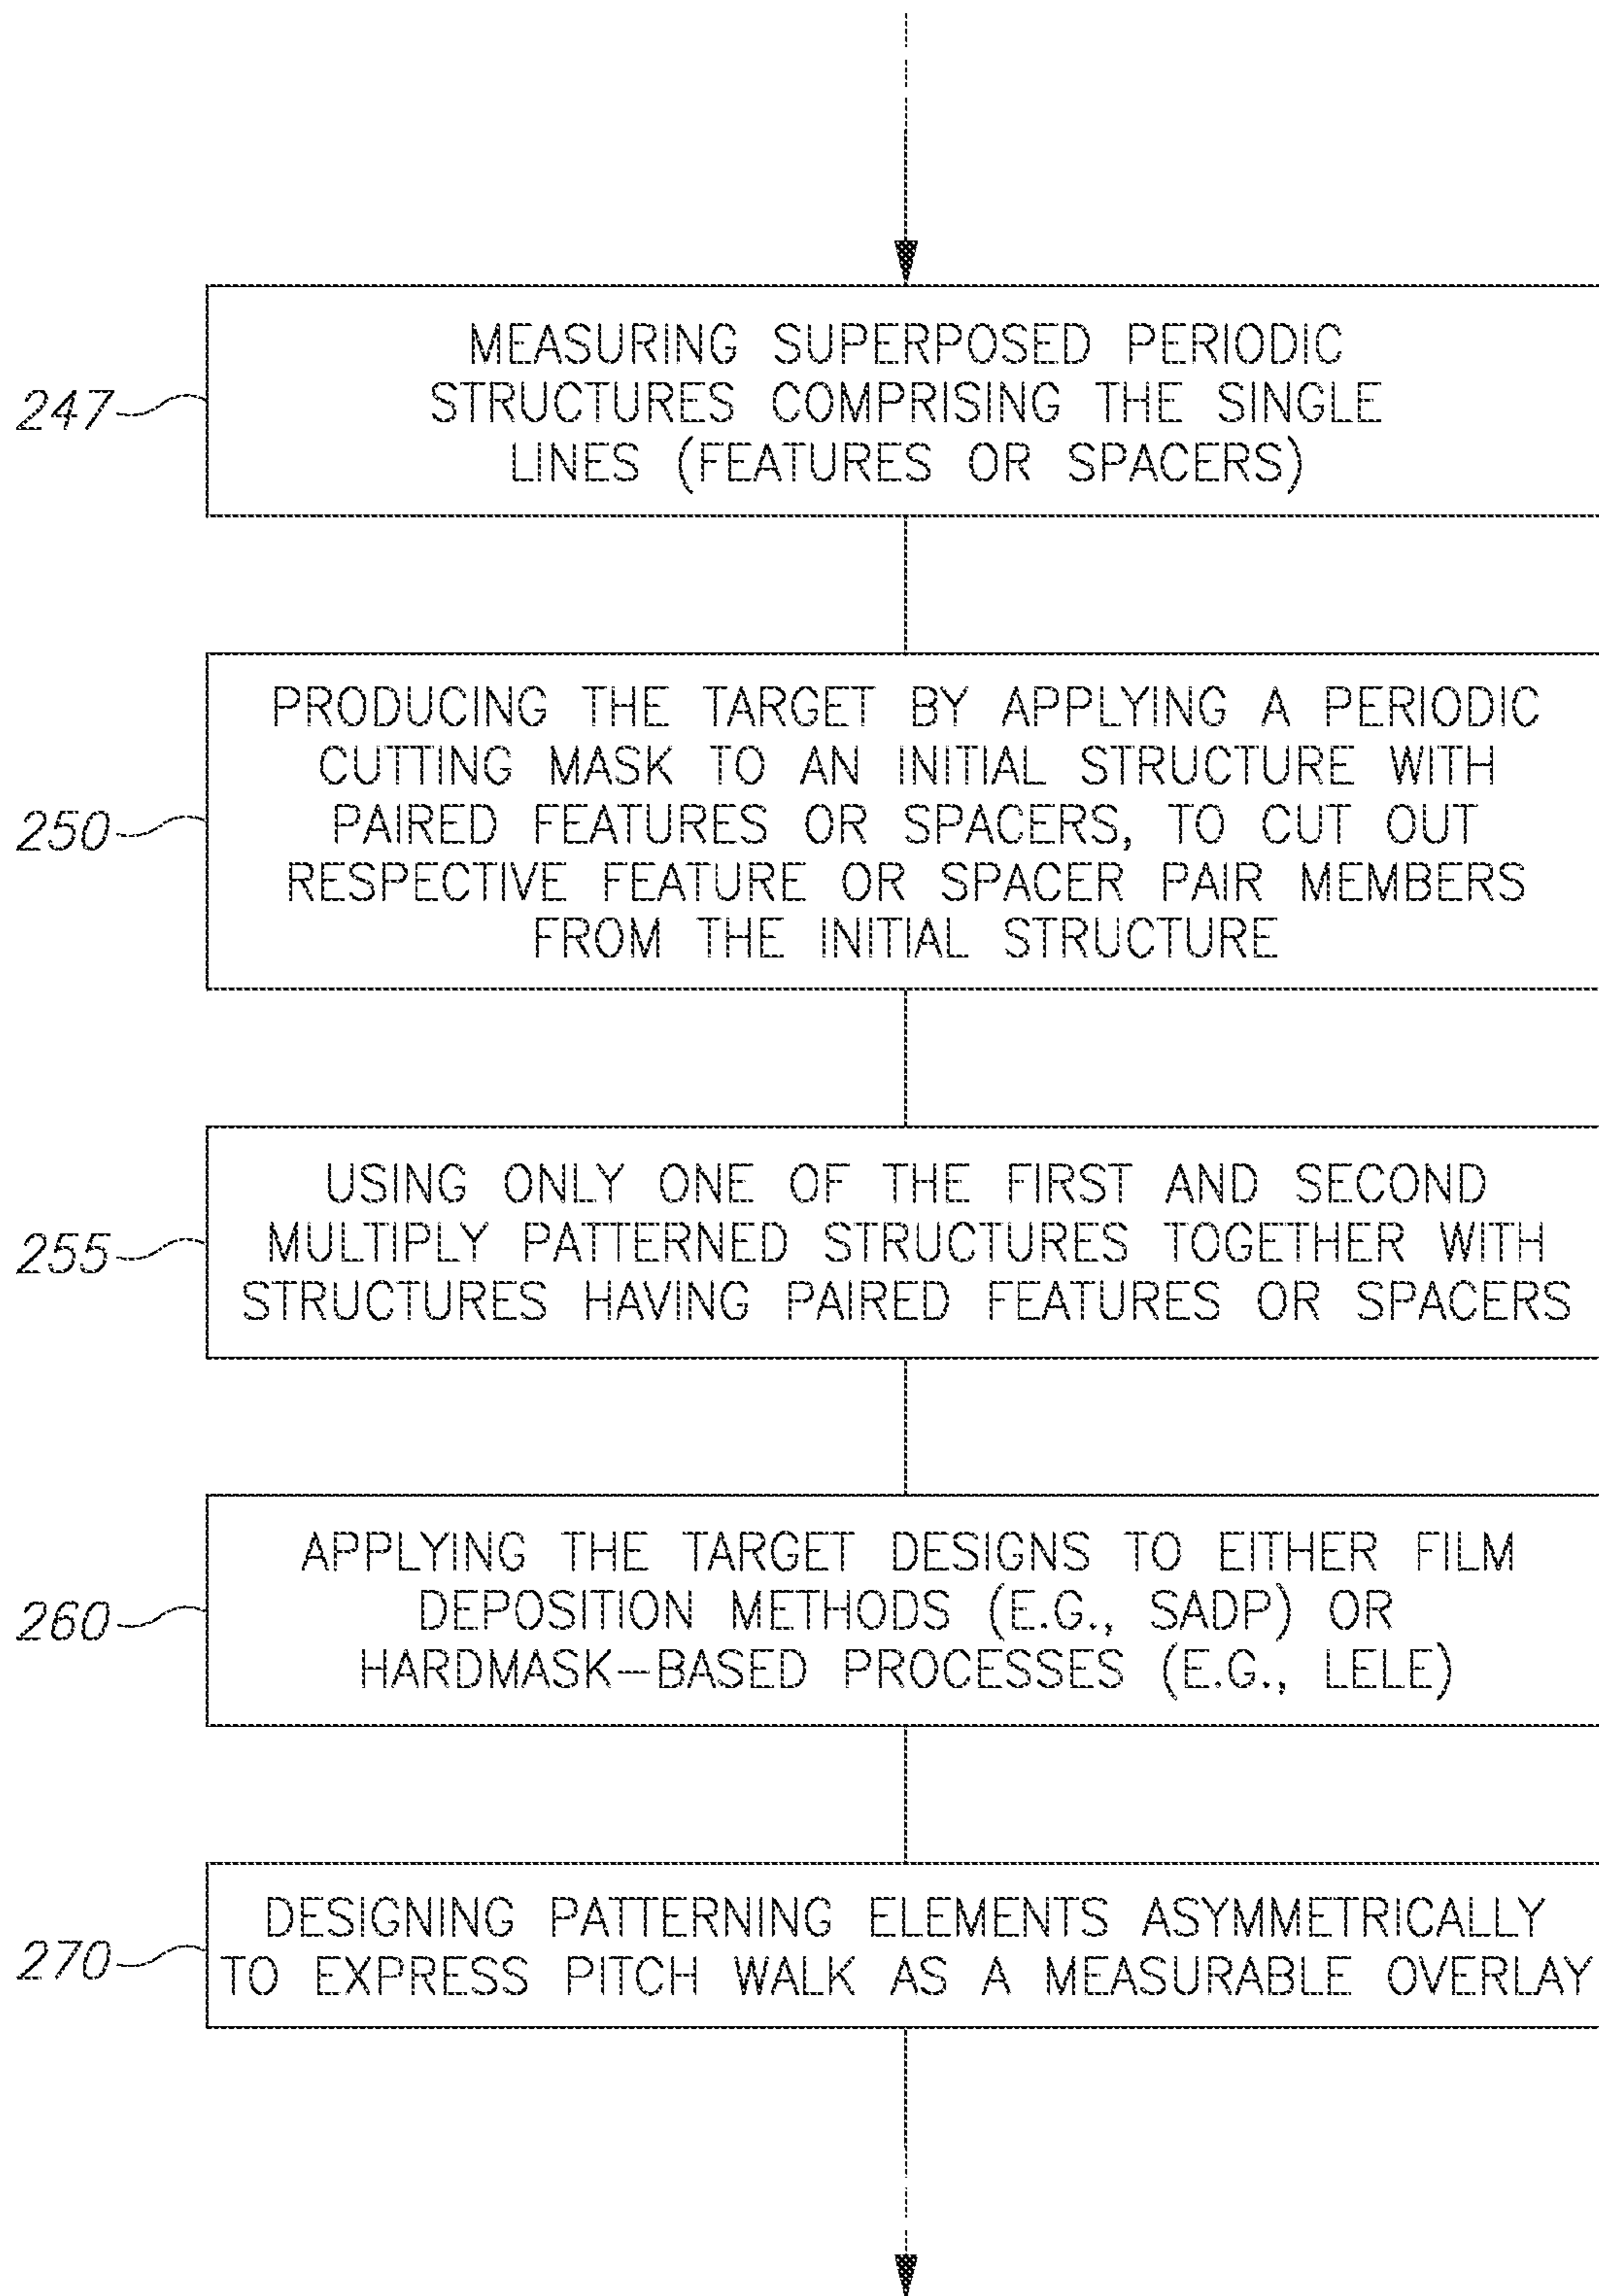 MEASURING SUPERPOSED PERIODIC
STRUCTURES COMPRISING THE SINGLE
LINES (FEATURES OR SPACERS)
247
PRODUCING THE TARGET BY APPLYING A PERIODIC
CUTTING MASK TO AN INITIAL STRUCTURE WITH
PAIRED FEATURES OR SPACERS, TO CUT OUT
RESPECTIVE FEATURE OR SPACER PAIR MEMBERS
FROM THE INITIAL STRUCTURE
250
USING ONLY ONE OF THE FIRST AND SECOND
MULTIPLY PATTERNED STRUCTURES TOGETHER WITH
STRUCTURES HAVING PAIRED FEATURES OR SPACERS
255
APPLYING THE TARGET DESIGNS TO EITHER FILM
DEPOSITION METHODS (E.G., SADP) OR
HARDMASK-BASED PROCESSES (E.G., LELE)
260
DESIGNING PATTERNING ELEMENTS ASYMMETRICALLY
TO EXPRESS PITCH WALK AS A MEASURABLE OVERLAY
270